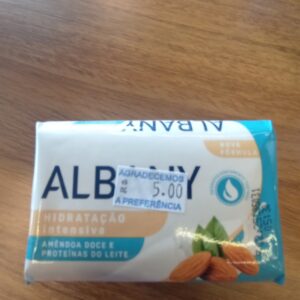 ALBANY
NOVA
FÓRMULA
ALBANY
AGRADECEMOS
R$ 5.00
A PREFERÊNCIA
HIDRATAÇÃO
intensiva
AMÊNDOA DOCE E
PROTEÍNAS DO LEITE